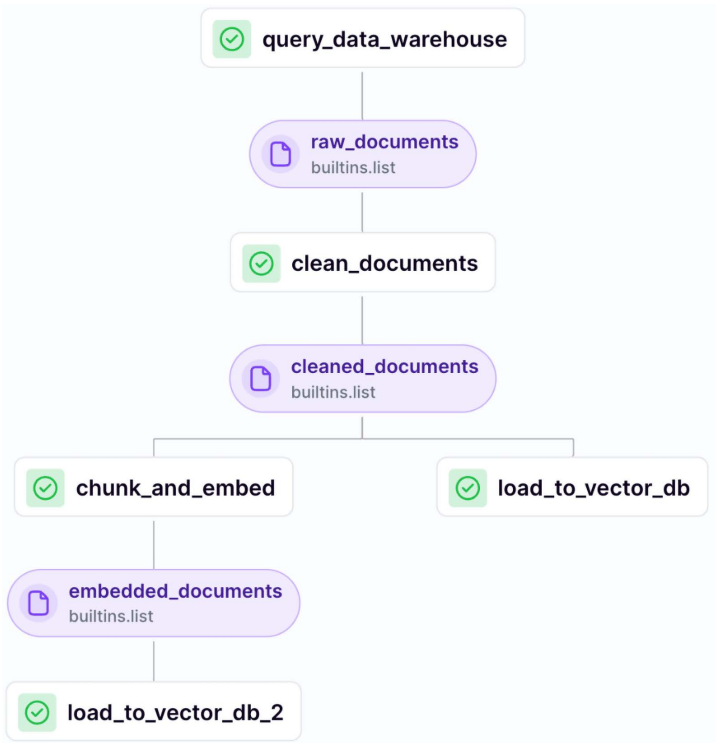 query_data_warehouse
raw_documents
builtins.list
clean_documents
cleaned_documents
builtins.list
chunk_and_embed
load_to_vector_db
embedded_documents
builtins.list
load_to_vector_db_2